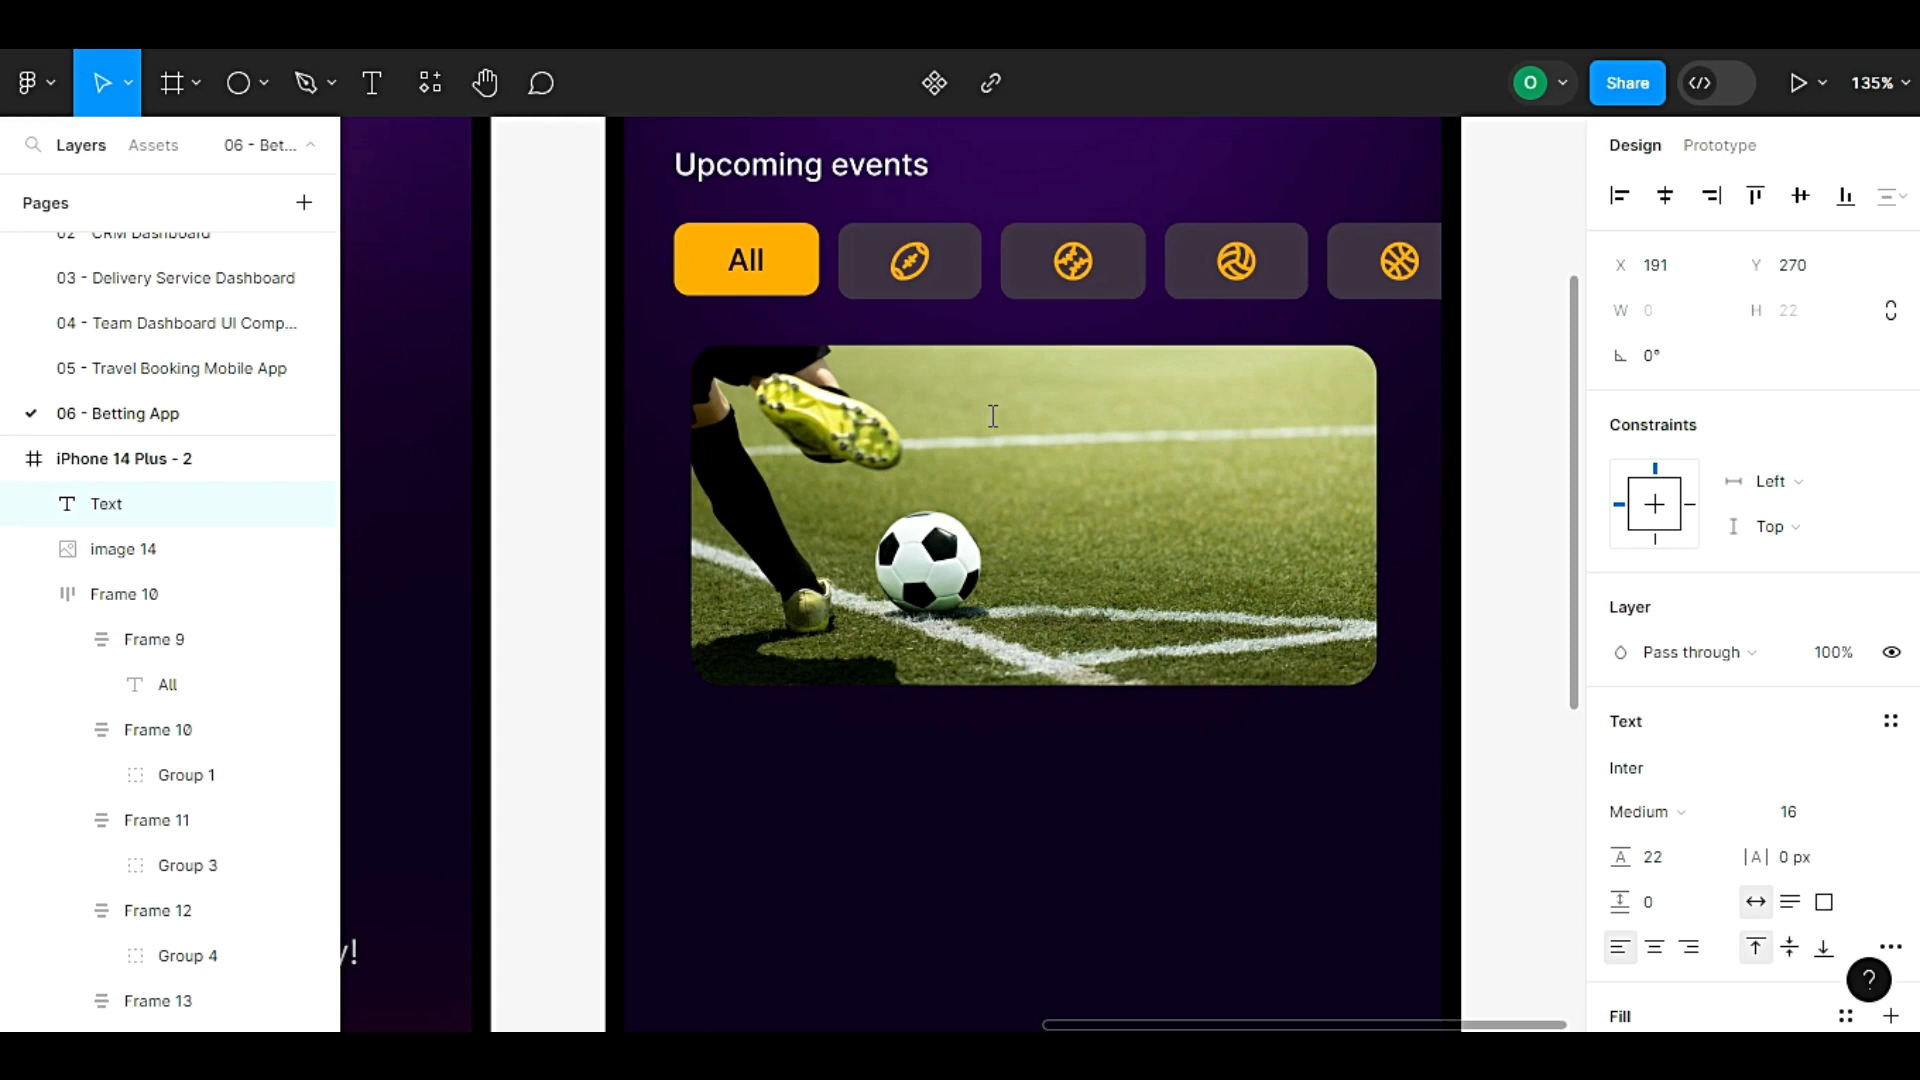 O
Share
135%
Layers
Assets
06 - Bet...
Pages
02 - CRM Dashboard
03 - Delivery Service Dashboard
04 - Team Dashboard UI Comp...
05 - Travel Booking Mobile App
06 - Betting App
iPhone 14 Plus - 2
Text
image 14
Frame 10
Frame 9
All
Frame 10
Group 1
Frame 11
Group 3
Frame 12
Group 4
Frame 13
y!
Upcoming events
All
Design
Prototype
X 191 Y 270
W 0 H 22
0°
Constraints
Left
Top
Layer
Pass through 100%
Text
Inter
Medium 16
A 22 |A| 0 px
0
?
Fill